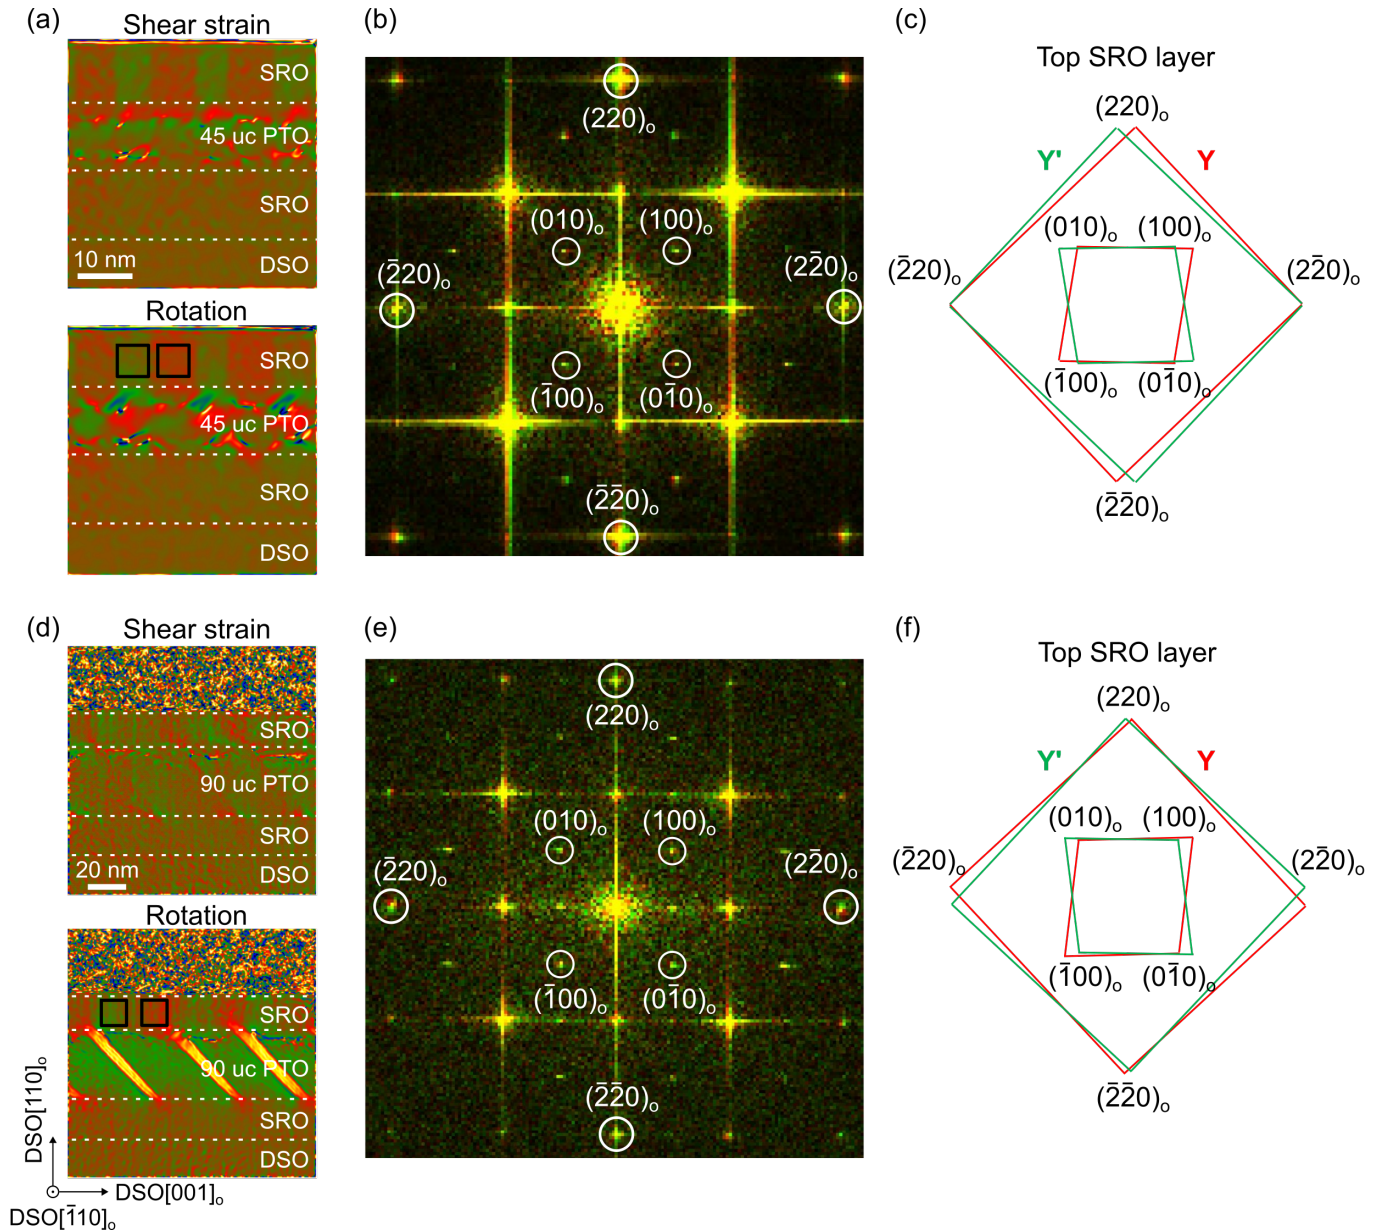 (a)
Shear strain
SRO
45 uc PTO
SRO
DSO
10 nm
Rotation
SRO
45 uc PTO
SRO
DSO
(b)
(220)ₒ
(010)ₒ (100)ₒ
(2̄20)ₒ (22̄0)ₒ
(1̄00)ₒ (01̄0)ₒ
(2̄2̄0)ₒ
(c)
Top SRO layer
(220)ₒ
Y' Y
(010)ₒ (100)ₒ
(2̄20)ₒ (22̄0)ₒ
(1̄00)ₒ (01̄0)ₒ
(2̄2̄0)ₒ
(d)
Shear strain
SRO
90 uc PTO
SRO
DSO
20 nm
Rotation
SRO
90 uc PTO
SRO
DSO
DSO[110]ₒ
DSO[001]ₒ
DSO[1̄10]ₒ
(e)
(220)ₒ
(010)ₒ (100)ₒ
(2̄20)ₒ (22̄0)ₒ
(1̄00)ₒ (01̄0)ₒ
(2̄2̄0)ₒ
(f)
Top SRO layer
(220)ₒ
Y' Y
(010)ₒ (100)ₒ
(2̄20)ₒ (22̄0)ₒ
(1̄00)ₒ (01̄0)ₒ
(2̄2̄0)ₒ